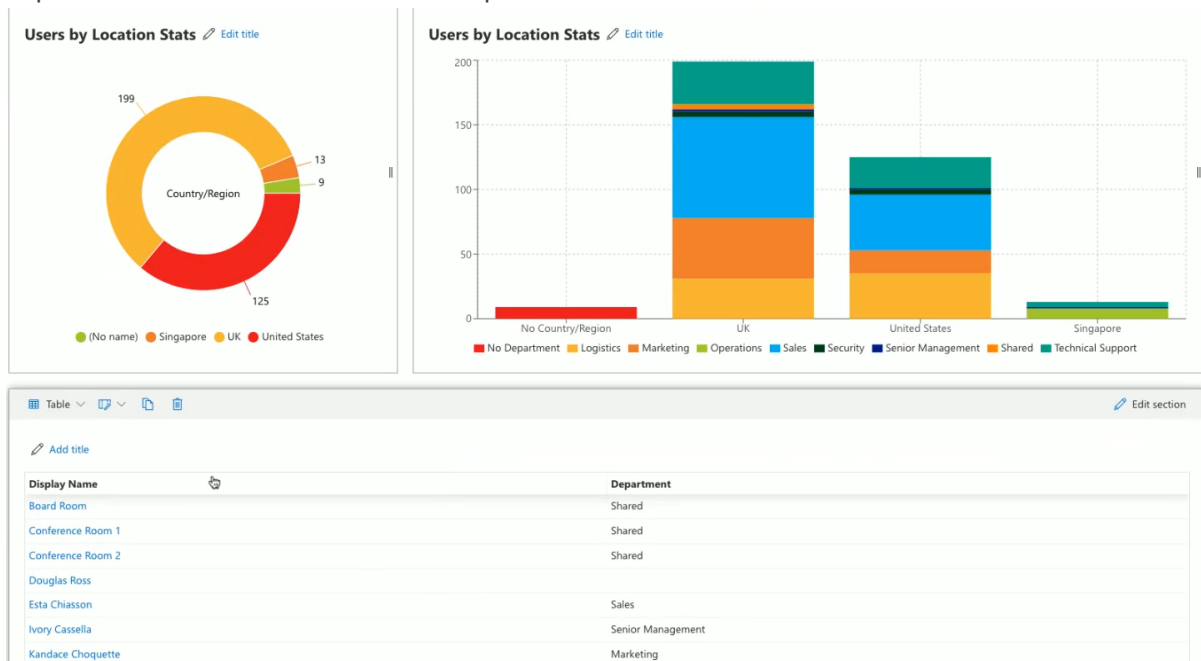 Users by Location Stats Edit title
199
13
9
Country/Region
125
(No name) Singapore UK United States
Users by Location Stats Edit title
200
150
100
50
0
No Country/Region UK United States Singapore
No Department Logistics Marketing Operations Sales Security Senior Management Shared Technical Support
Table Edit section
Add title
Display Name Department
Board Room Shared
Conference Room 1 Shared
Conference Room 2 Shared
Douglas Ross
Esta Chiasson Sales
Ivory Cassella Senior Management
Kandace Choquette Marketing